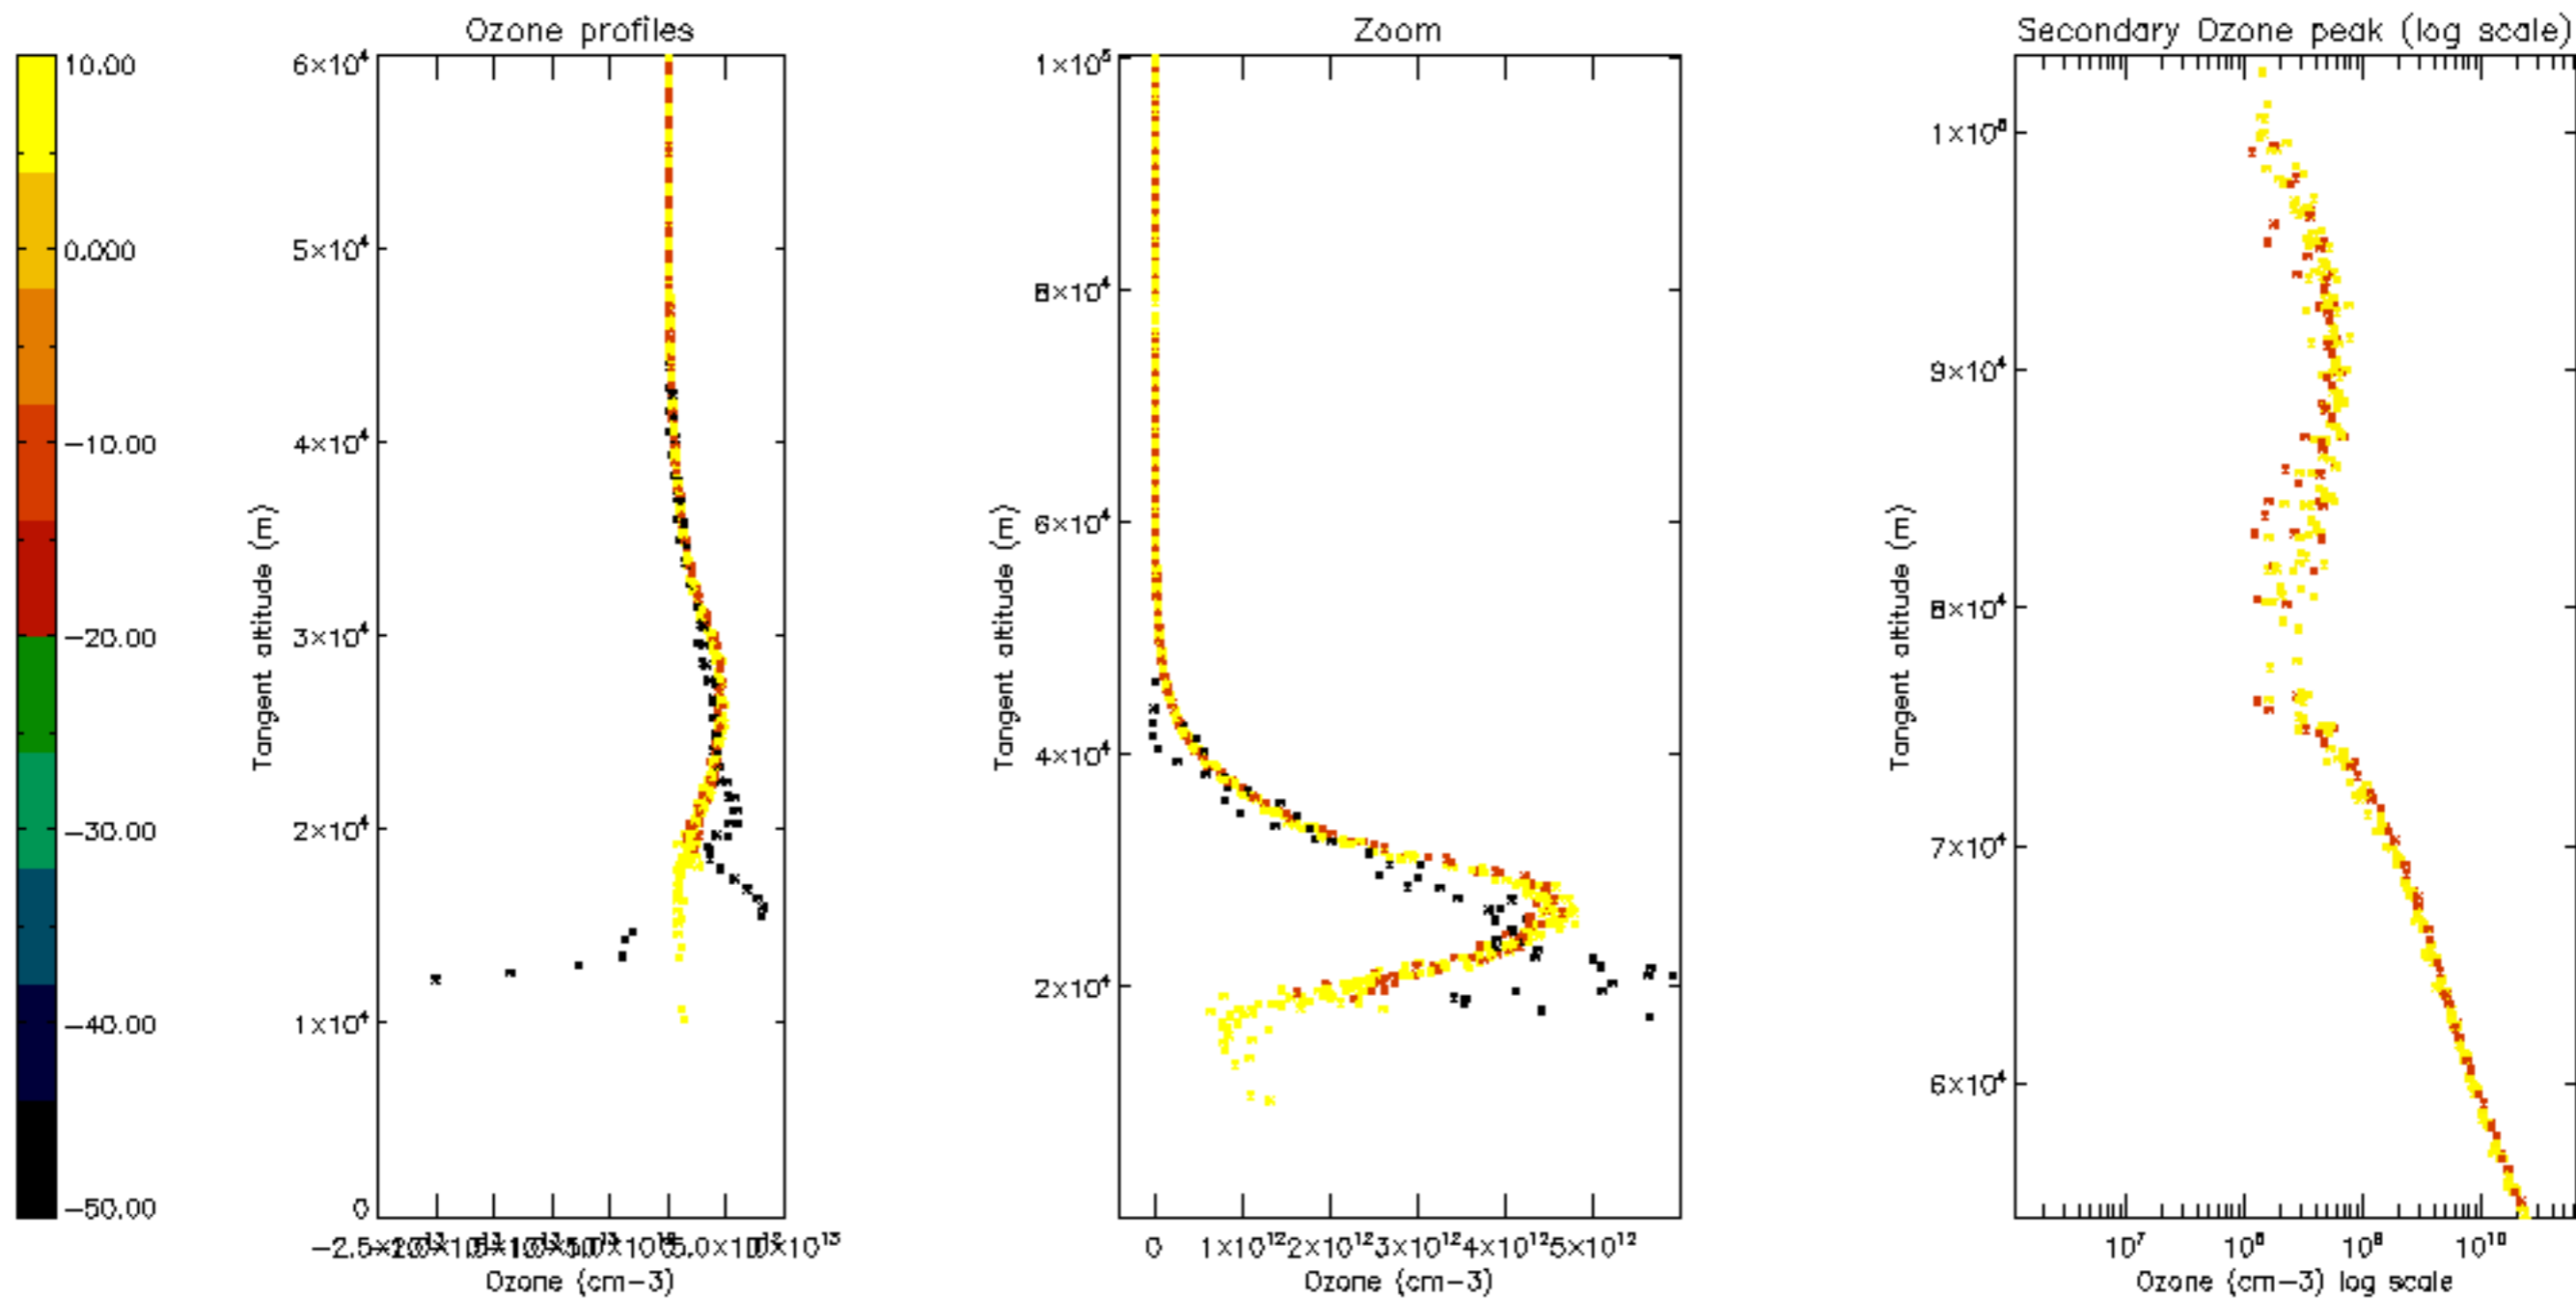 Ozone profiles
Zoom
Secondary Ozone peak (log scale)
10.00
0.000
−10.00
−20.00
−30.00
−40.00
−50.00
6×10⁴
5×10⁴
4×10⁴
3×10⁴
2×10⁴
1×10⁴
0
Tangent altitude (m)
Ozone (cm−3)
1×10⁵
8×10⁴
6×10⁴
4×10⁴
2×10⁴
Tangent altitude (m)
0 1×10¹² 2×10¹² 3×10¹² 4×10¹² 5×10¹²
Ozone (cm−3)
9×10⁴
8×10⁴
7×10⁴
6×10⁴
Tangent altitude (m)
10⁷ 10⁸ 10⁹ 10¹⁰
Ozone (cm−3) log scale